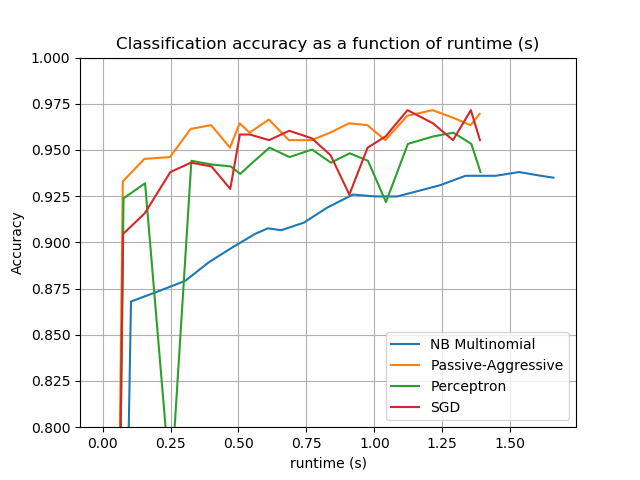 Classification accuracy as a function of runtime (s)
1.000
0.975
0.950
0.925
0.900
0.875
0.850
0.825
0.800
Accuracy
NB Multinomial
Passive-Aggressive
Perceptron
SGD
0.00 0.25 0.50 0.75 1.00 1.25 1.50
runtime (s)